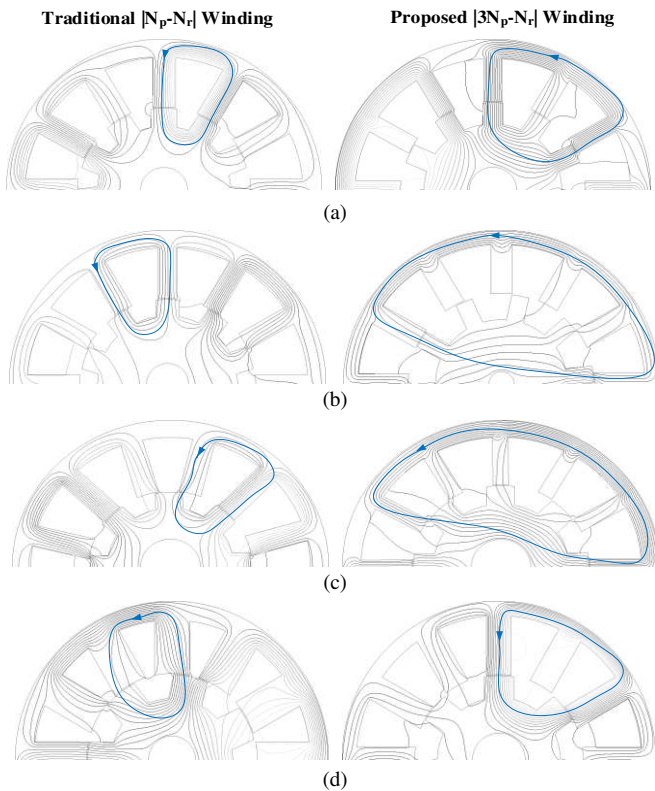 Traditional |Nₚ-Nᵣ| Winding
Proposed |3Nₚ-Nᵣ| Winding
(a)
(b)
(c)
(d)